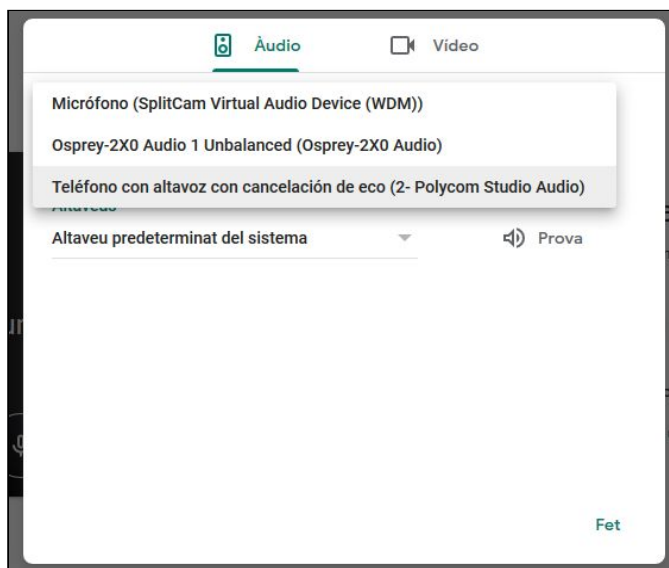 Àudio
Vídeo
Micrófono (SplitCam Virtual Audio Device (WDM))
Osprey-2X0 Audio 1 Unbalanced (Osprey-2X0 Audio)
Teléfono con altavoz con cancelación de eco (2- Polycom Studio Audio)
Altaveus
Altaveu predeterminat del sistema
Prova
Fet